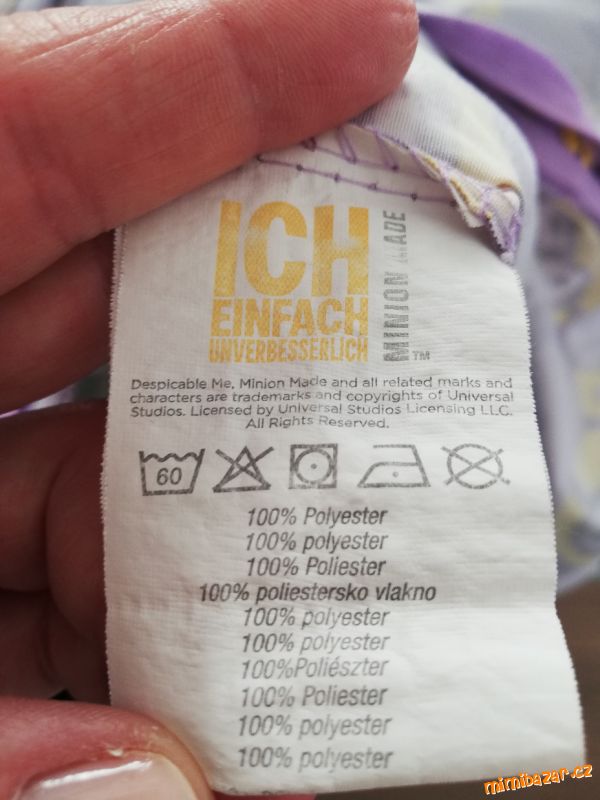 ICH
EINFACH
UNVERBESSERLICH
MINION MADE
TM
Despicable Me, Minion Made and all related marks and
characters are trademarks and copyrights of Universal
Studios. Licensed by Universal Studios Licensing LLC.
All Rights Reserved.
60
100% Polyester
100% polyester
100% Poliester
100% poliestersko vlakno
100% polyester
100% polyester
100%Poliészter
100% Poliester
100% polyester
100% polyester
mimibazar.cz